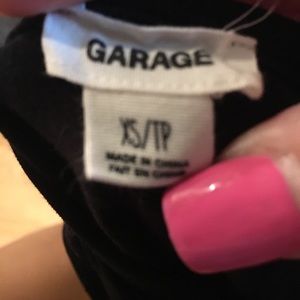 GARAGE
XS/TP
MADE IN CHINA
FAIT EN CHINE